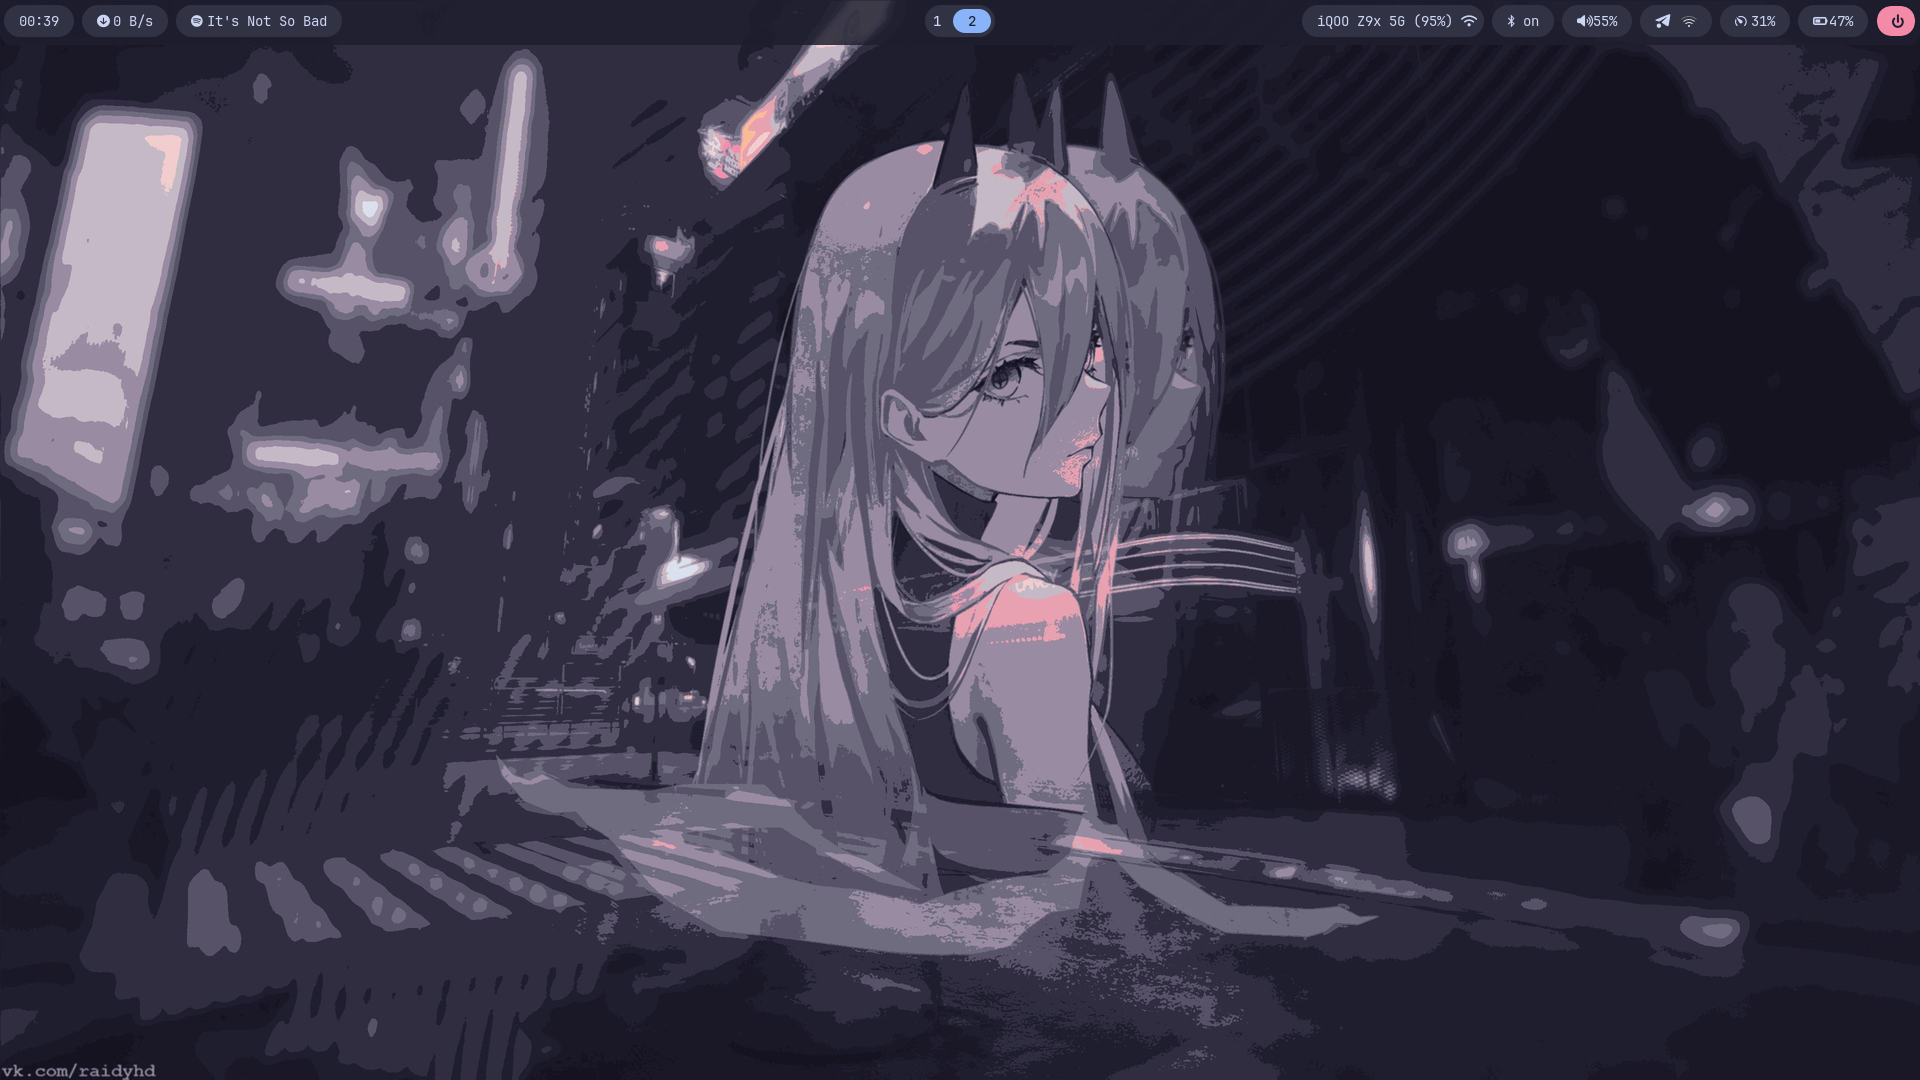 00:39
0 B/s
It's Not So Bad
1 2
iQOO Z9x 5G (95%)
on
55%
31%
47%
vk.com/raidyhd